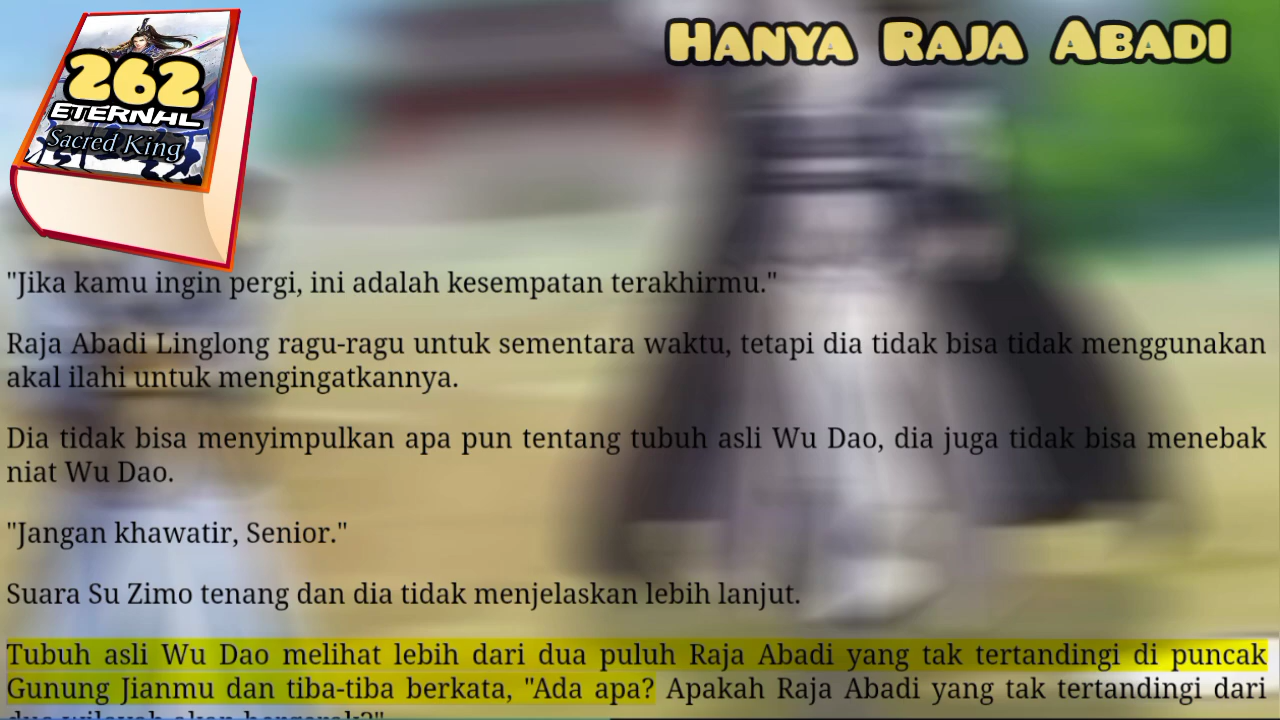 HANYA RAJA ABADI
262
ETERNAL
Sacred King
"Jika kamu ingin pergi, ini adalah kesempatan terakhirmu."
Raja Abadi Linglong ragu-ragu untuk sementara waktu, tetapi dia tidak bisa tidak menggunakan
akal ilahi untuk mengingatkannya.
Dia tidak bisa menyimpulkan apa pun tentang tubuh asli Wu Dao, dia juga tidak bisa menebak
niat Wu Dao.
"Jangan khawatir, Senior."
Suara Su Zimo tenang dan dia tidak menjelaskan lebih lanjut.
Tubuh asli Wu Dao melihat lebih dari dua puluh Raja Abadi yang tak tertandingi di puncak
Gunung Jianmu dan tiba-tiba berkata, "Ada apa? Apakah Raja Abadi yang tak tertandingi dari
dua wilayah akan bergerak?"